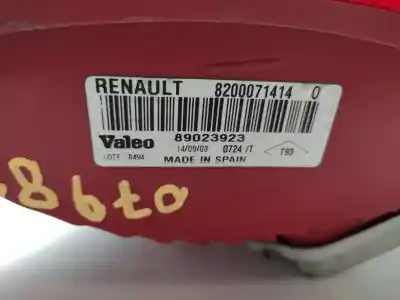 RENAULT 8200071414 0
Valeo 89023923
14/09/03 0724 /T T93
LOTE 0494 MADE IN SPAIN